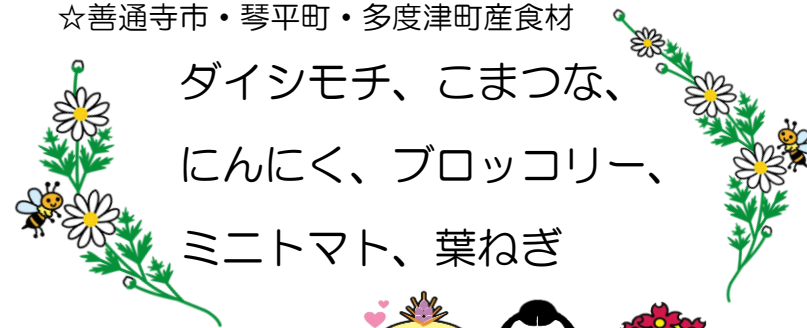 ☆善通寺市・琴平町・多度津町産食材
ダイシモチ、こまつな、
にんにく、ブロッコリー、
ミニトマト、葉ねぎ